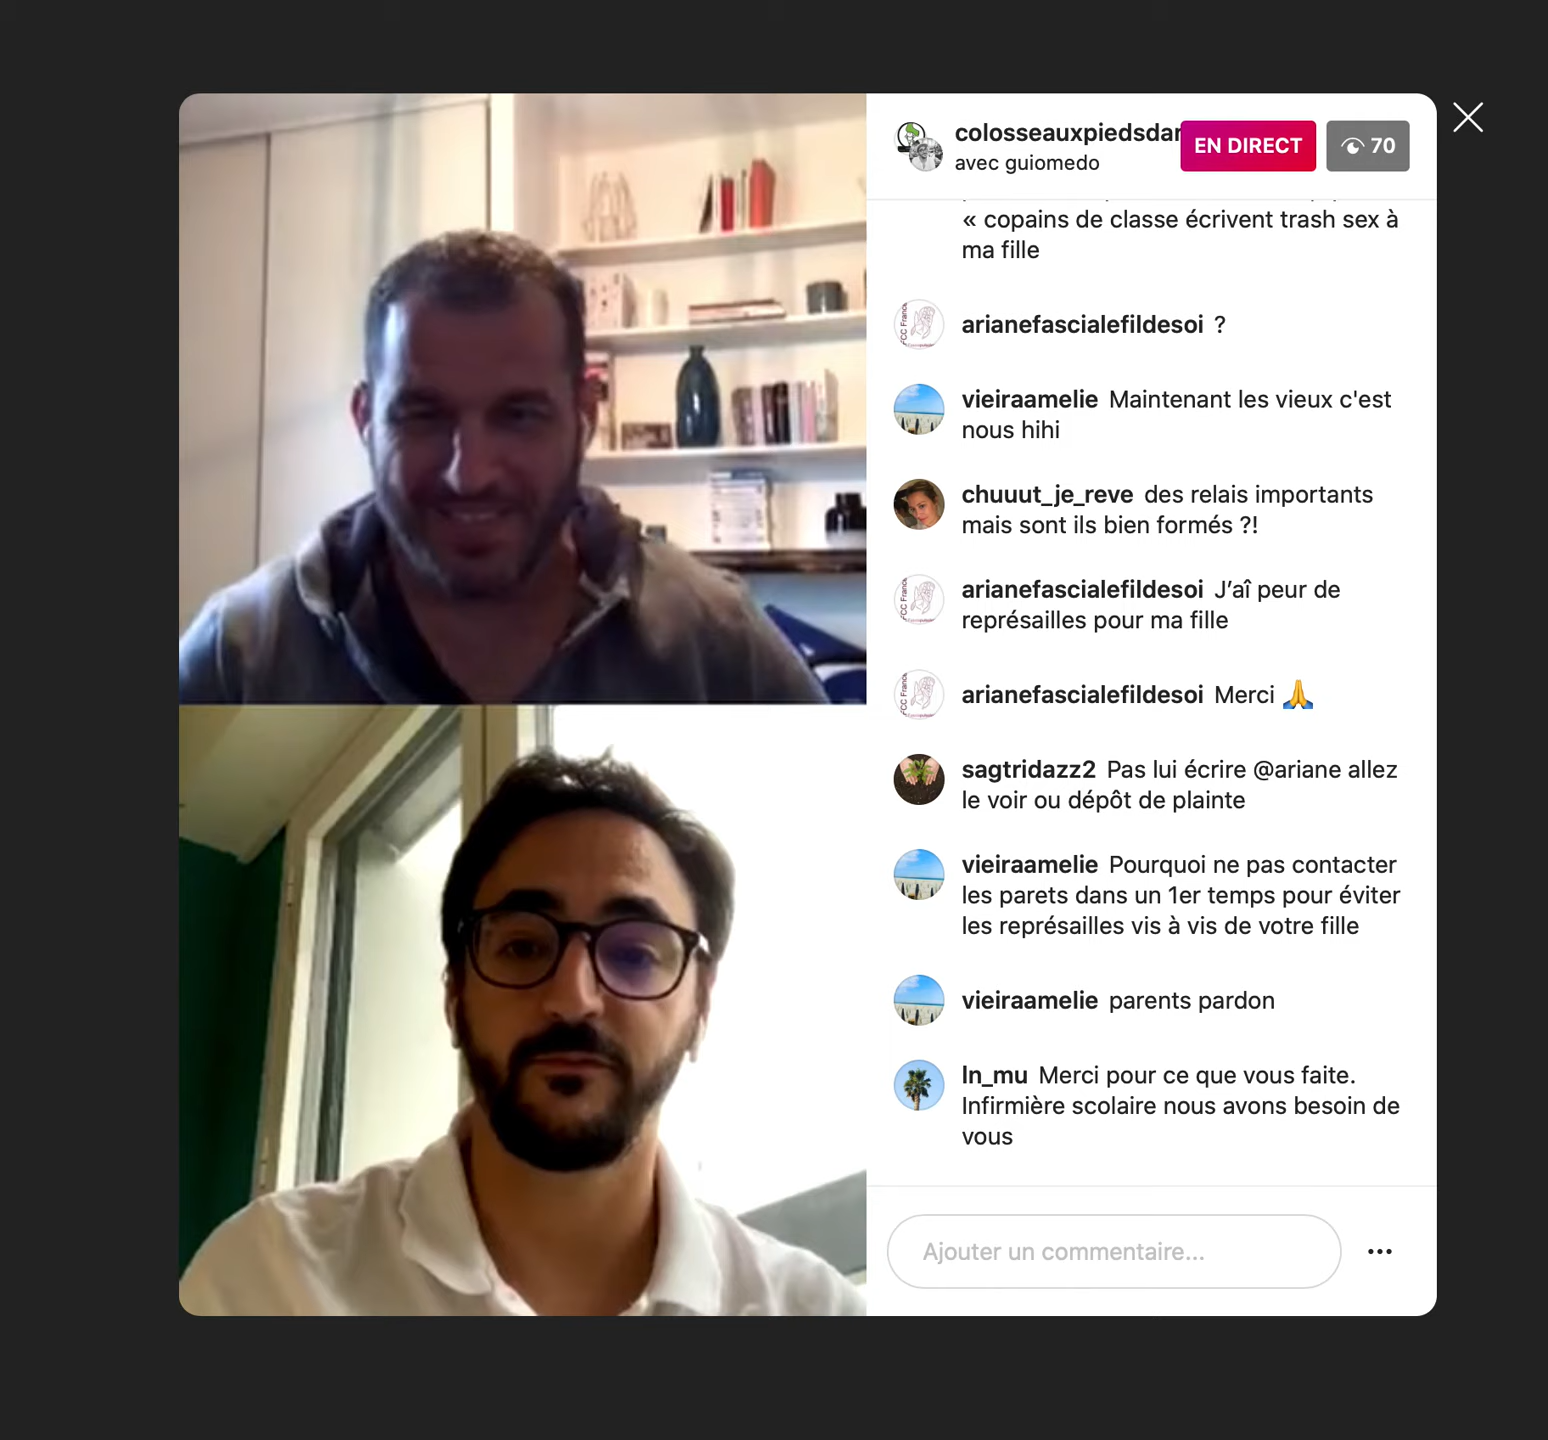 colosseauxpiedsdar
EN DIRECT
70
avec guiomedo
« copains de classe écrivent trash sex à
ma fille
arianefascialefildesoi ?
vieiraamelie Maintenant les vieux c'est
nous hihi
chuuut_je_reve des relais importants
mais sont ils bien formés ?!
arianefascialefildesoi J’aî peur de
représailles pour ma fille
arianefascialefildesoi Merci 🙏
sagtridazz2 Pas lui écrire @ariane allez
le voir ou dépôt de plainte
vieiraamelie Pourquoi ne pas contacter
les parets dans un 1er temps pour éviter
les représailles vis à vis de votre fille
vieiraamelie parents pardon
ln_mu Merci pour ce que vous faite.
Infirmière scolaire nous avons besoin de
vous
Ajouter un commentaire...